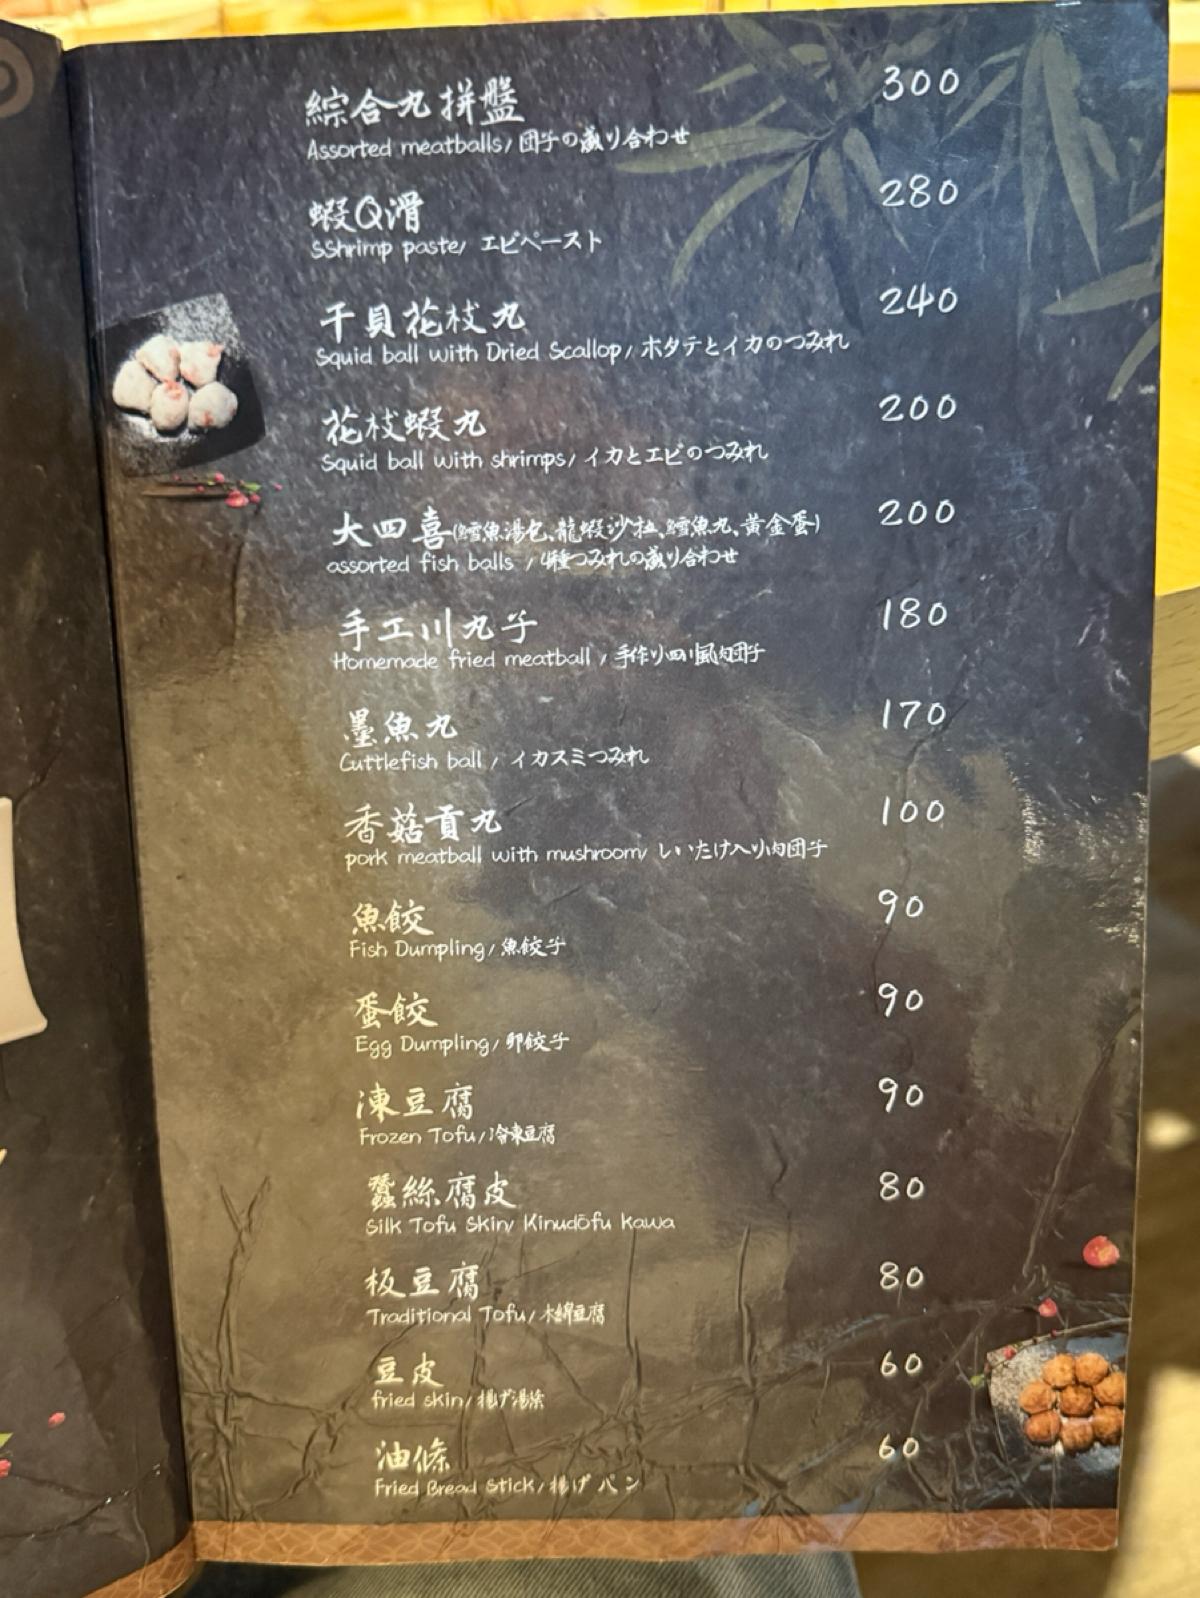 綜合丸拼盤 300
Assorted meatballs/団子の盛り合わせ
蝦Q滑 280
SShrimp paste/ エビペースト
干貝花枝丸 240
Squid ball with Dried Scallop/ホタテとイカのつみれ
花枝蝦丸 200
Squid ball with shrimps/イカとエビのつみれ
大四喜(鱈魚湯包、龍蝦沙拉、鱈魚丸、黃金蛋) 200
assorted fish balls /4種つみれの盛り合わせ
手工川丸子 180
Homemade fried meatball /手作り四川風肉団子
墨魚丸 170
Cuttlefish ball /イカスミつみれ
香菇貢丸 100
pork meatball with mushroom/ しいたけ入り肉団子
魚餃 90
Fish Dumpling/魚餃子
蛋餃 90
Egg Dumpling/卵餃子
凍豆腐 90
Frozen Tofu/冷凍豆腐
蠶絲腐皮 80
Silk Tofu Skin/ Kinudōfu kawa
板豆腐 80
Traditional Tofu/木綿豆腐
豆皮 60
fried skin/揚げ湯葉
油條 60
Fried Bread Stick/揚げパン